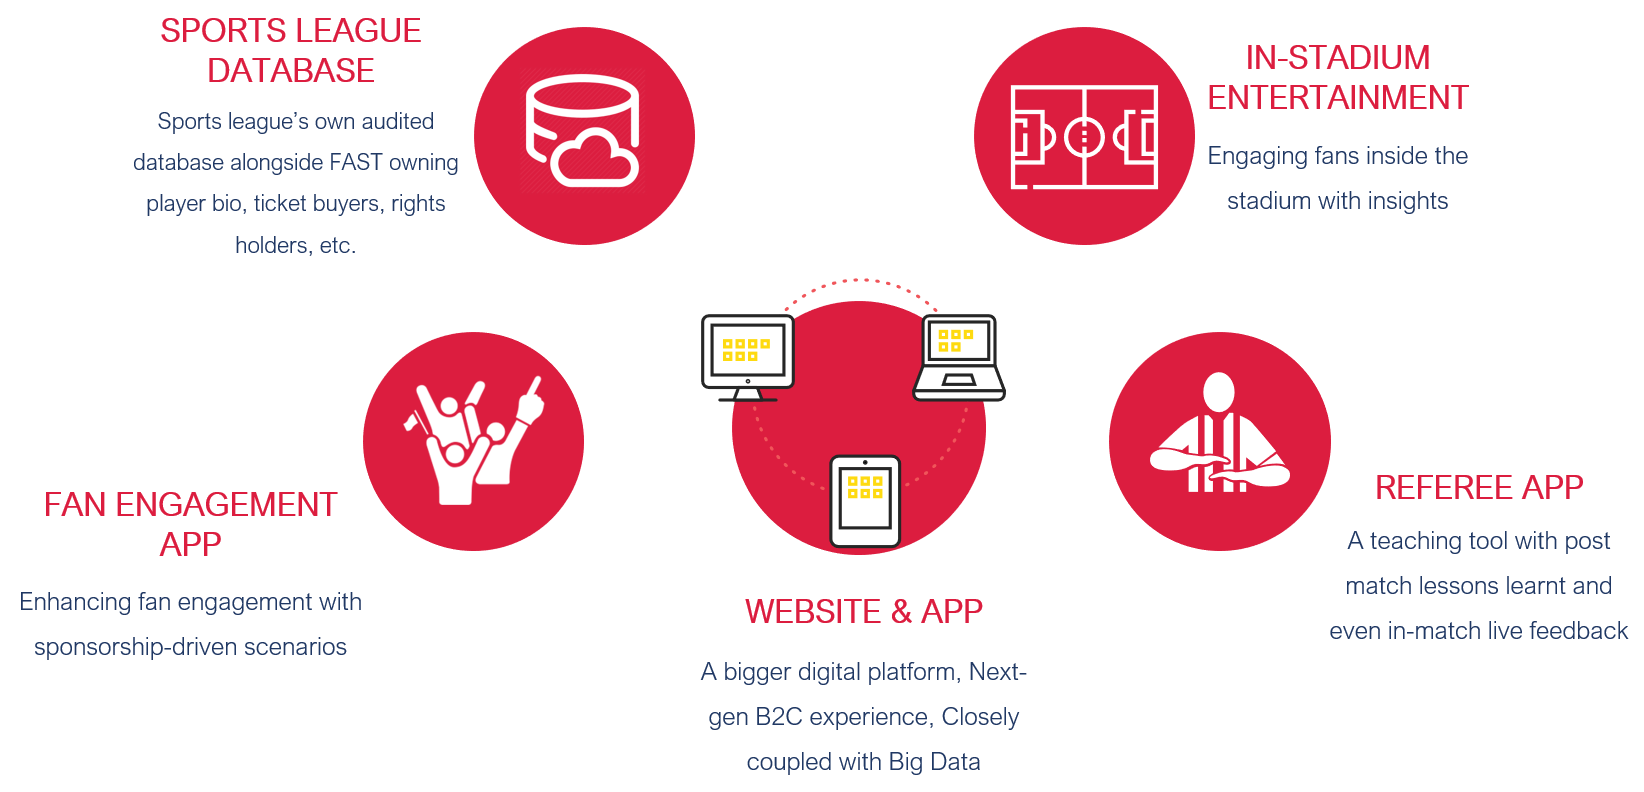 SPORTS LEAGUE
DATABASE
Sports league’s own audited
database alongside FAST owning
player bio, ticket buyers, rights
holders, etc.
IN-STADIUM
ENTERTAINMENT
Engaging fans inside the
stadium with insights
FAN ENGAGEMENT
APP
Enhancing fan engagement with
sponsorship-driven scenarios
WEBSITE & APP
A bigger digital platform, Next-
gen B2C experience, Closely
coupled with Big Data
REFEREE APP
A teaching tool with post
match lessons learnt and
even in-match live feedback